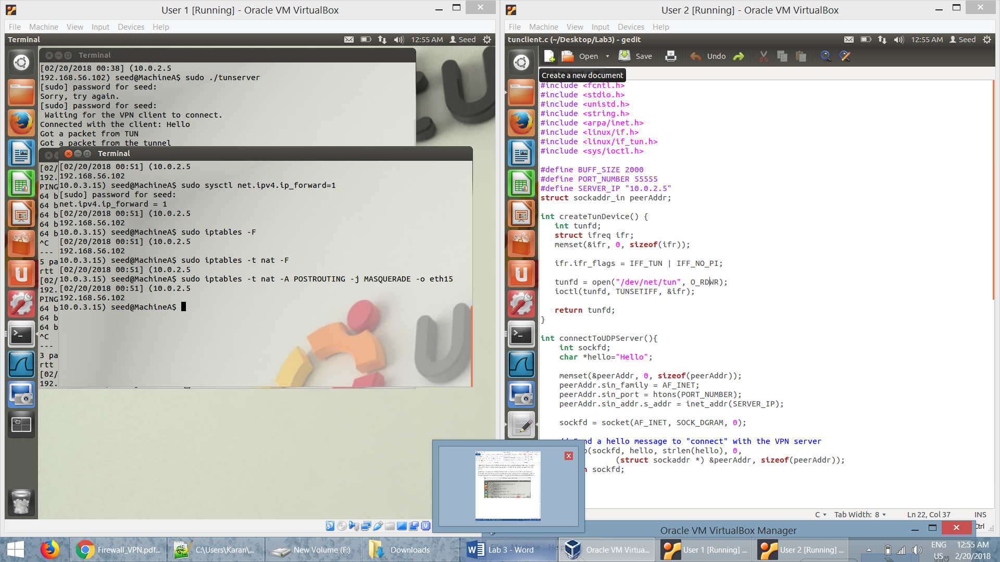 User 1 [Running] - Oracle VM VirtualBox
File Machine View Input Devices Help
Terminal
12:55 AM Seed
Terminal
[02/20/2018 00:38] (10.0.2.5
192.168.56.102) seed@MachineA$ sudo ./tunserver
[sudo] password for seed:
Sorry, try again.
[sudo] password for seed:
Waiting for the VPN client to connect.
Connected with the client: Hello
Got a packet from TUN
Got a packet from the tunnel
[02/
192.
PING
64 b
64 b
64 b
64 b
64 b
^C
---
5 pa
rtt
[02/
192.
PING
64 b
64 b
64 b
^C
---
3 pa
rtt
[02/
192.
Terminal
[02/20/2018 00:51] (10.0.2.5
192.168.56.102
10.0.3.15) seed@MachineA$ sudo sysctl net.ipv4.ip_forward=1
[sudo] password for seed:
net.ipv4.ip_forward = 1
[02/20/2018 00:51] (10.0.2.5
192.168.56.102
10.0.3.15) seed@MachineA$ sudo iptables -F
[02/20/2018 00:51] (10.0.2.5
192.168.56.102
10.0.3.15) seed@MachineA$ sudo iptables -t nat -F
[02/20/2018 00:51] (10.0.2.5
192.168.56.102
10.0.3.15) seed@MachineA$ sudo iptables -t nat -A POSTROUTING -j MASQUERADE -o eth15
[02/20/2018 00:51] (10.0.2.5
192.168.56.102
10.0.3.15) seed@MachineA$
User 2 [Running] - Oracle VM VirtualBox
File Machine View Input Devices Help
tunclient.c (~/Desktop/Lab3) - gedit
12:55 AM Seed
Open Save Undo
Create a new document
#include <fcntl.h>
#include <stdio.h>
#include <unistd.h>
#include <string.h>
#include <arpa/inet.h>
#include <linux/if.h>
#include <linux/if_tun.h>
#include <sys/ioctl.h>
#define BUFF_SIZE 2000
#define PORT_NUMBER 55555
#define SERVER_IP "10.0.2.5"
struct sockaddr_in peerAddr;
int createTunDevice() {
int tunfd;
struct ifreq ifr;
memset(&ifr, 0, sizeof(ifr));
ifr.ifr_flags = IFF_TUN | IFF_NO_PI;
tunfd = open("/dev/net/tun", O_RDWR);
ioctl(tunfd, TUNSETIFF, &ifr);
return tunfd;
}
int connectToUDPServer(){
int sockfd;
char *hello="Hello";
memset(&peerAddr, 0, sizeof(peerAddr));
peerAddr.sin_family = AF_INET;
peerAddr.sin_port = htons(PORT_NUMBER);
peerAddr.sin_addr.s_addr = inet_addr(SERVER_IP);
sockfd = socket(AF_INET, SOCK_DGRAM, 0);
a hello message to "connect" with the VPN server
(sockfd, hello, strlen(hello), 0,
(struct sockaddr *) &peerAddr, sizeof(peerAddr));
sockfd;
C Tab Width: 8 Ln 22, Col 37 INS
Ctrl
Oracle VM VirtualBox Manager
Firewall_VPN.pdf...
C:\Users\Karan\...
New Volume (F:)
Downloads
Lab 3 - Word
Oracle VM Virtua...
User 1 [Running] ...
User 2 [Running] ...
ENG
US
12:55 AM
2/20/2018